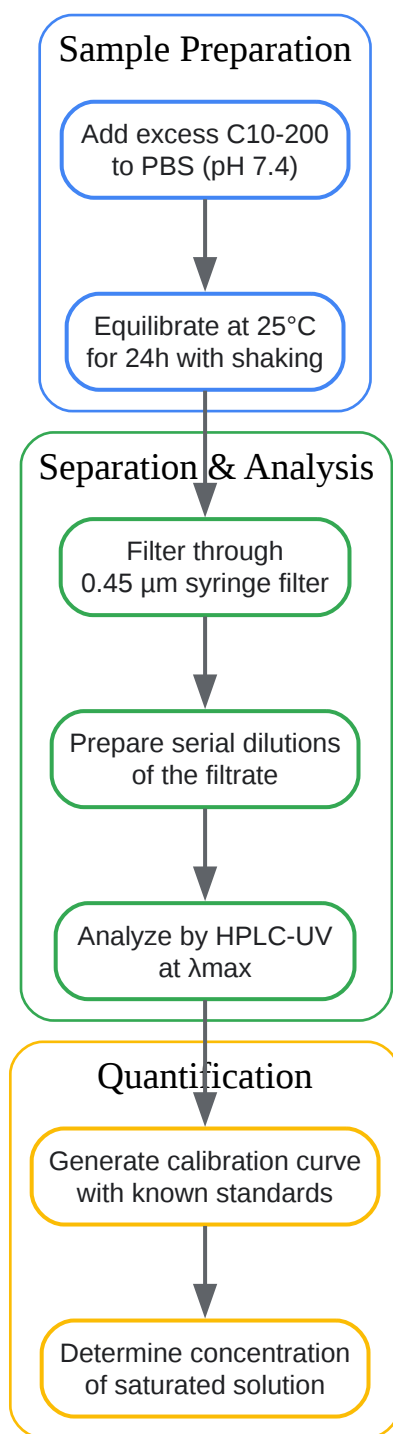 Sample Preparation
Add excess C10-200
to PBS (pH 7.4)
Equilibrate at 25°C
for 24h with shaking
Separation & Analysis
Filter through
0.45 µm syringe filter
Prepare serial dilutions
of the filtrate
Analyze by HPLC-UV
at λmax
Quantification
Generate calibration curve
with known standards
Determine concentration
of saturated solution